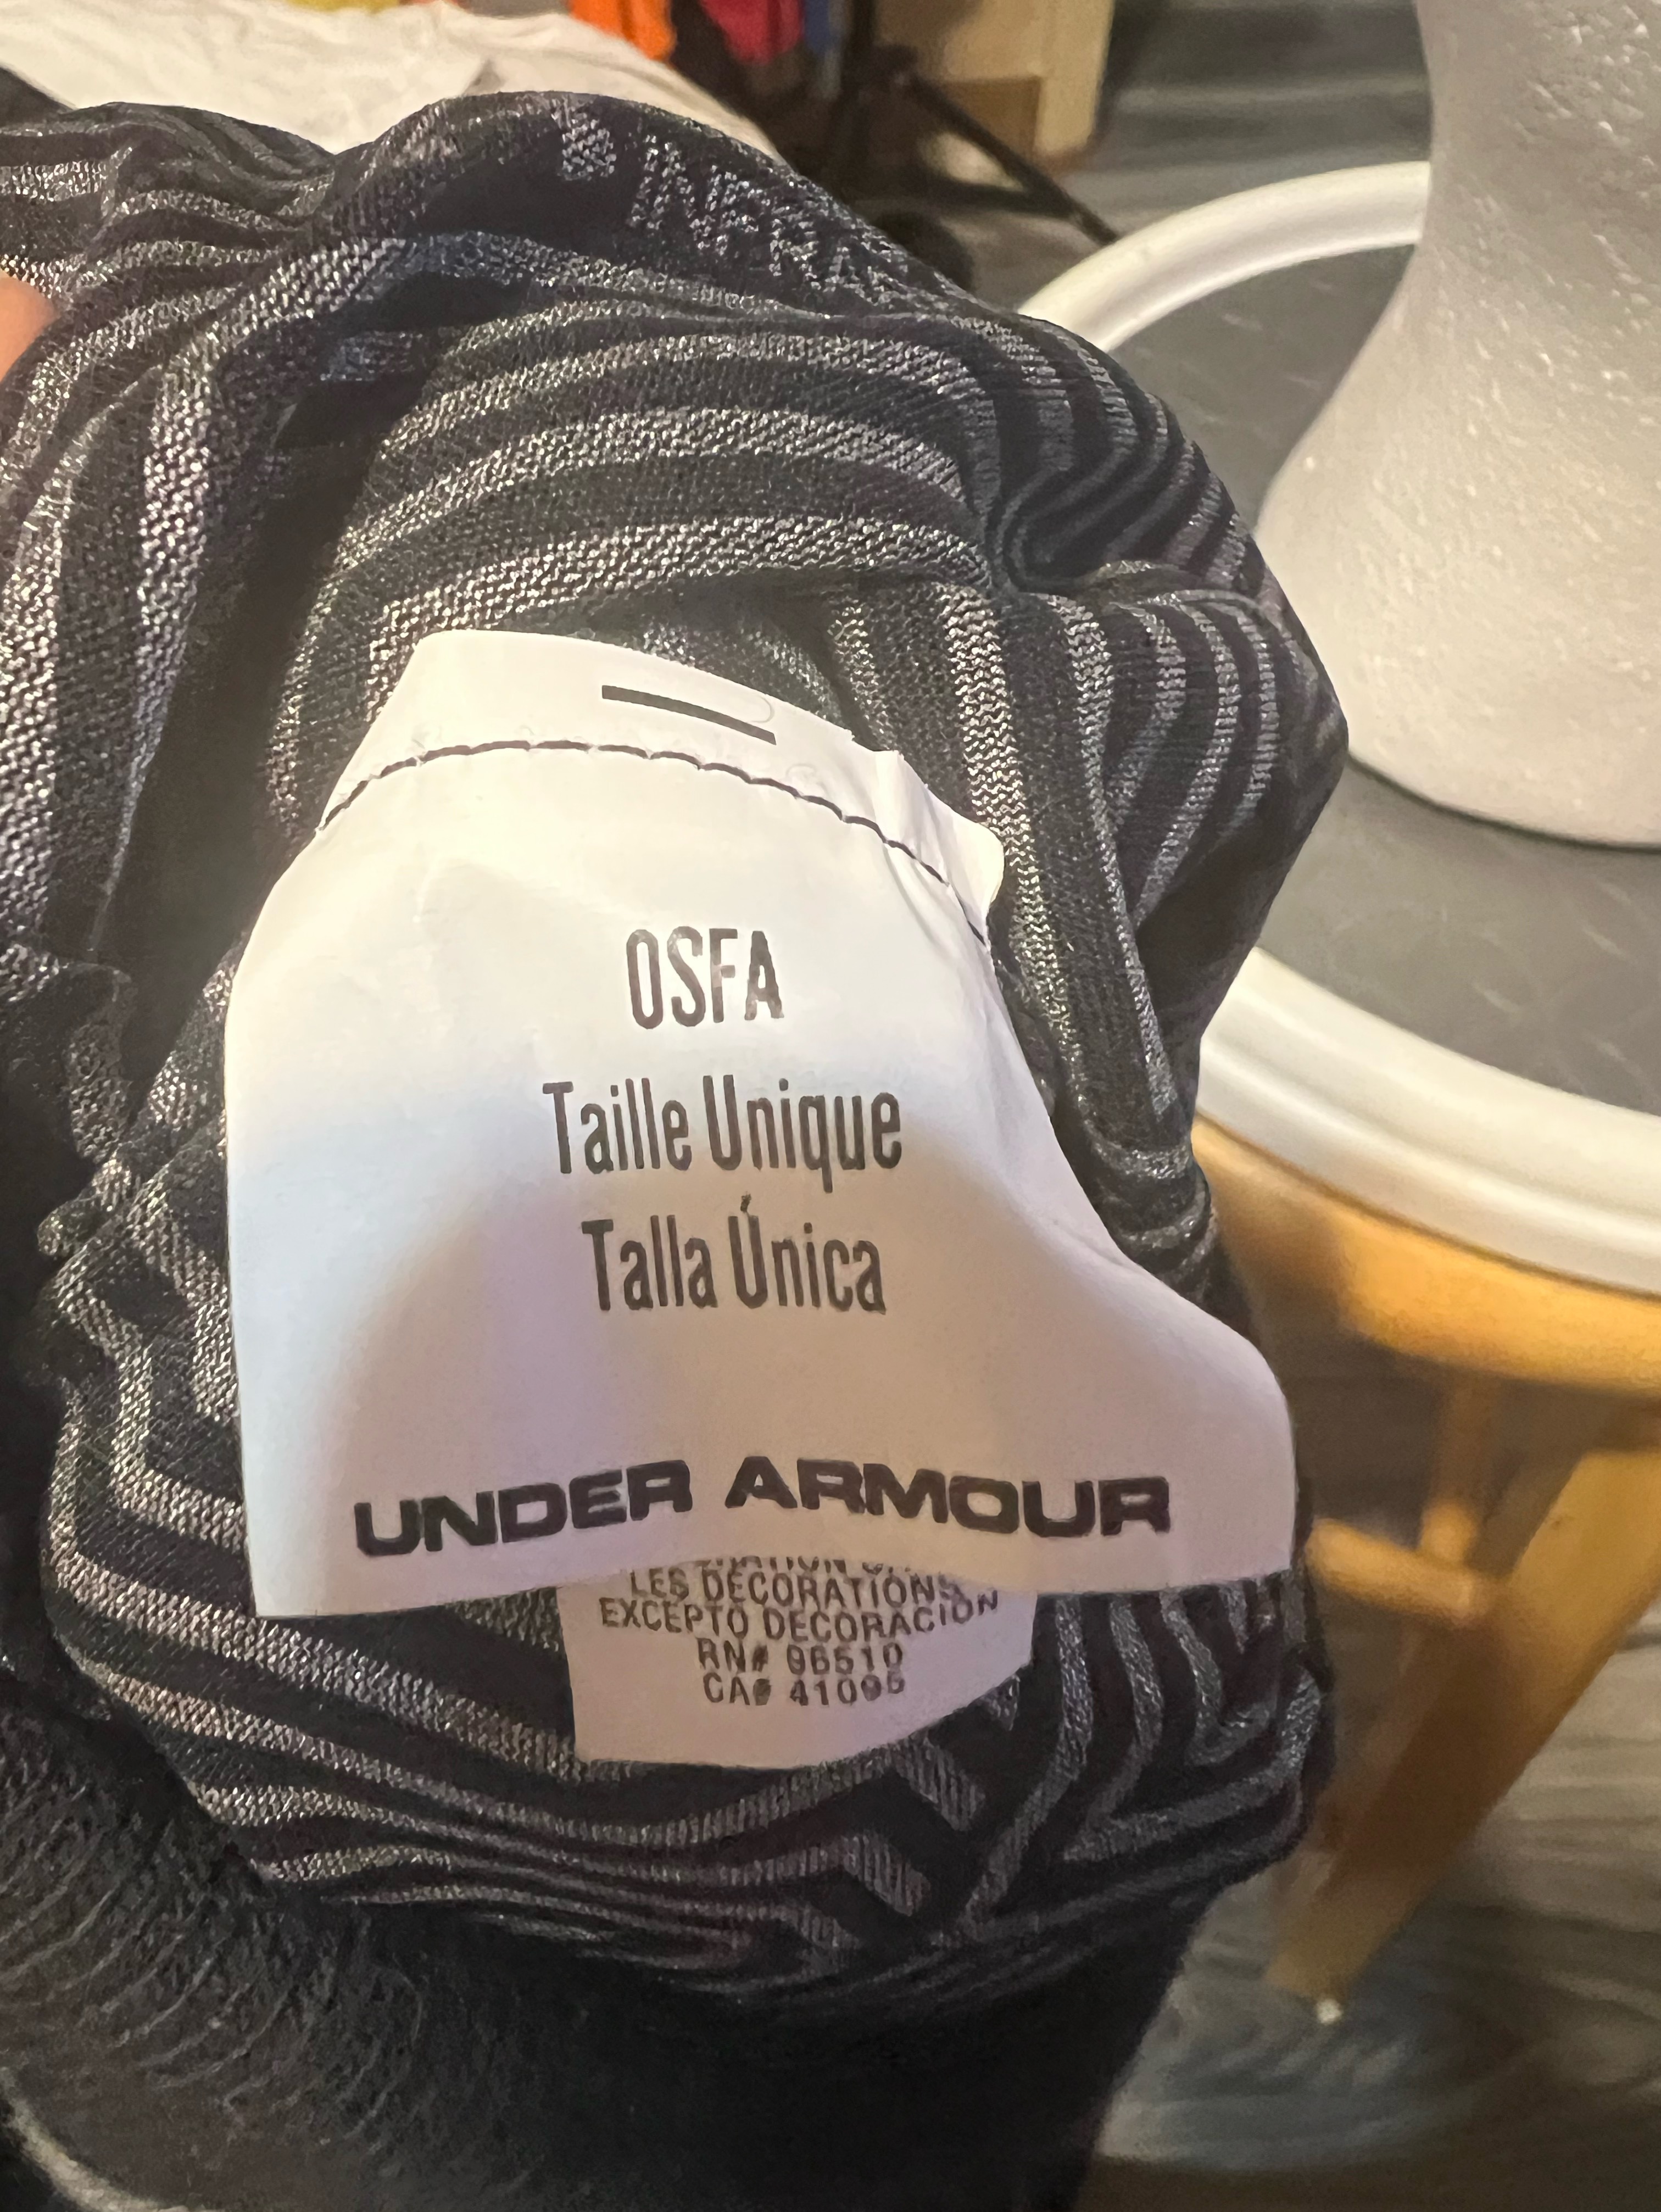 OSFA
Taille Unique
Talla Única
UNDER ARMOUR
LES DÉCORATIONS
EXCEPTO DECORACIÓN
RN# 96510
CA# 41095